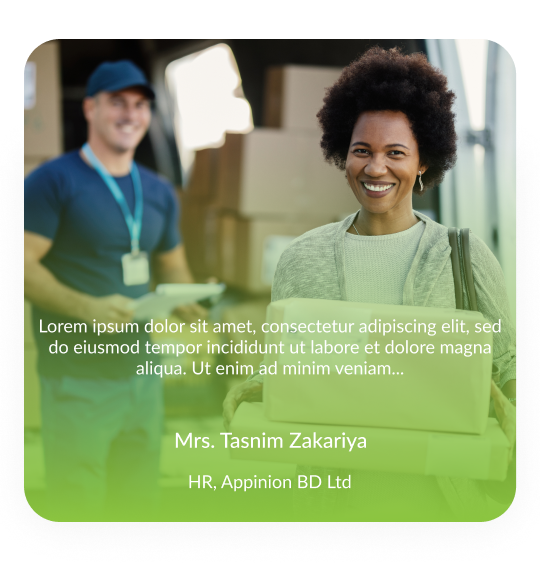 Lorem ipsum dolor sit amet, consectetur adipiscing elit, sed
do eiusmod tempor incididunt ut labore et dolore magna
aliqua. Ut enim ad minim veniam...
Mrs. Tasnim Zakariya
HR, Appinion BD Ltd